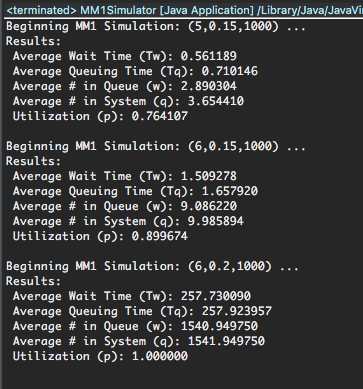 <terminated> MM1Simulator [Java Application] /Library/Java/JavaVir
Beginning MM1 Simulation: (5,0.15,1000) ...
Results:
Average Wait Time (Tw): 0.561189
Average Queuing Time (Tq): 0.710146
Average # in Queue (w): 2.890304
Average # in System (q): 3.654410
Utilization (p): 0.764107
Beginning MM1 Simulation: (6,0.15,1000) ...
Results:
Average Wait Time (Tw): 1.509278
Average Queuing Time (Tq): 1.657920
Average # in Queue (w): 9.086220
Average # in System (q): 9.985894
Utilization (p): 0.899674
Beginning MM1 Simulation: (6,0.2,1000) ...
Results:
Average Wait Time (Tw): 257.730090
Average Queuing Time (Tq): 257.923957
Average # in Queue (w): 1540.949750
Average # in System (q): 1541.949750
Utilization (p): 1.000000